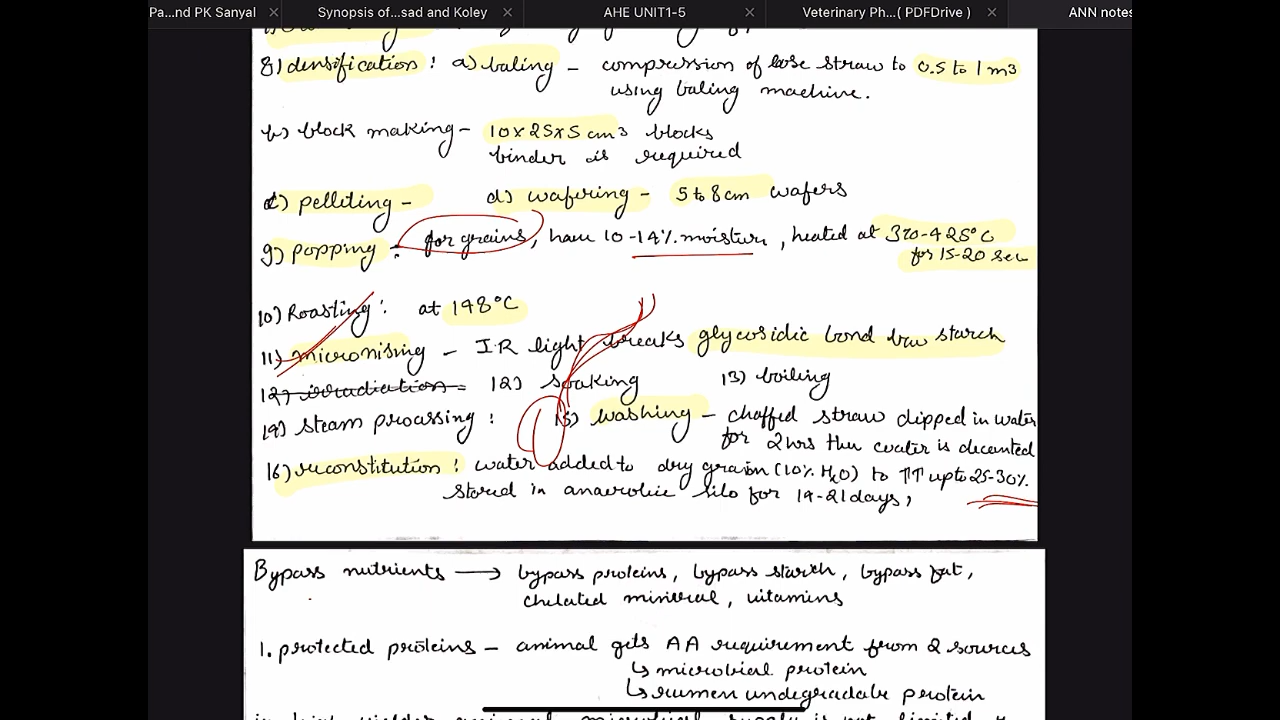 Pa...nd PK Sanyal
Synopsis of...sad and Koley
AHE UNIT1-5
Veterinary Ph...( PDFDrive )
ANN notes
8) densification : a) baling - compression of lose straw to 0.5 to 1 m3
using baling machine.
b) block making - 10x25x5 cm3 blocks
binder is required
c) pelliting - d) wafering - 5 to 8cm wafers
9) popping - for grains, have 10-14% moisture, heated at 370-425°C
for 15-20 sec
10) Roasting : at 148°C
11) micronising - IR light breaks glycosidic bond b/w starch
12) irradiation = 12) soaking 13) boiling
14) steam processing : 15) washing - chaffed straw dipped in water
for 2hrs then water is decanted
16) reconstitution : water added to dry grain (10% H2O) to ↑↑ upto 25-30%
stored in anaerobic silo for 14-21 days,
Bypass nutrients → bypass proteins, bypass starch, bypass fat,
chelated mineral, vitamins
1. protected proteins - animal gets AA requirement from 2 sources
↳ microbial protein
↳ rumen undegradable protein